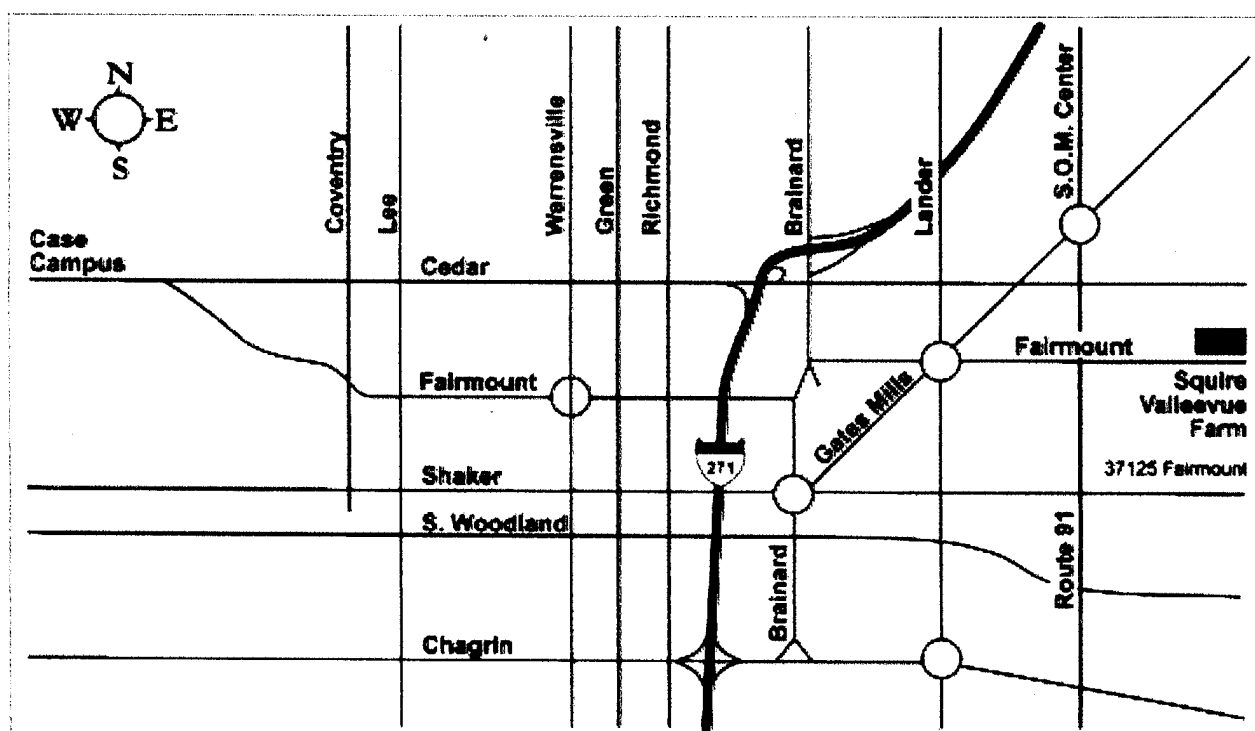 N
W E
S
Coventry
Lee
Warrensville
Green
Richmond
Brainard
Lander
S.O.M. Center
Case
Campus
Cedar
Fairmount
Fairmount
Gates Mills
Squire
Valleevue
Farm
271
37125 Fairmount
Shaker
S. Woodland
Brainard
Route 91
Chagrin